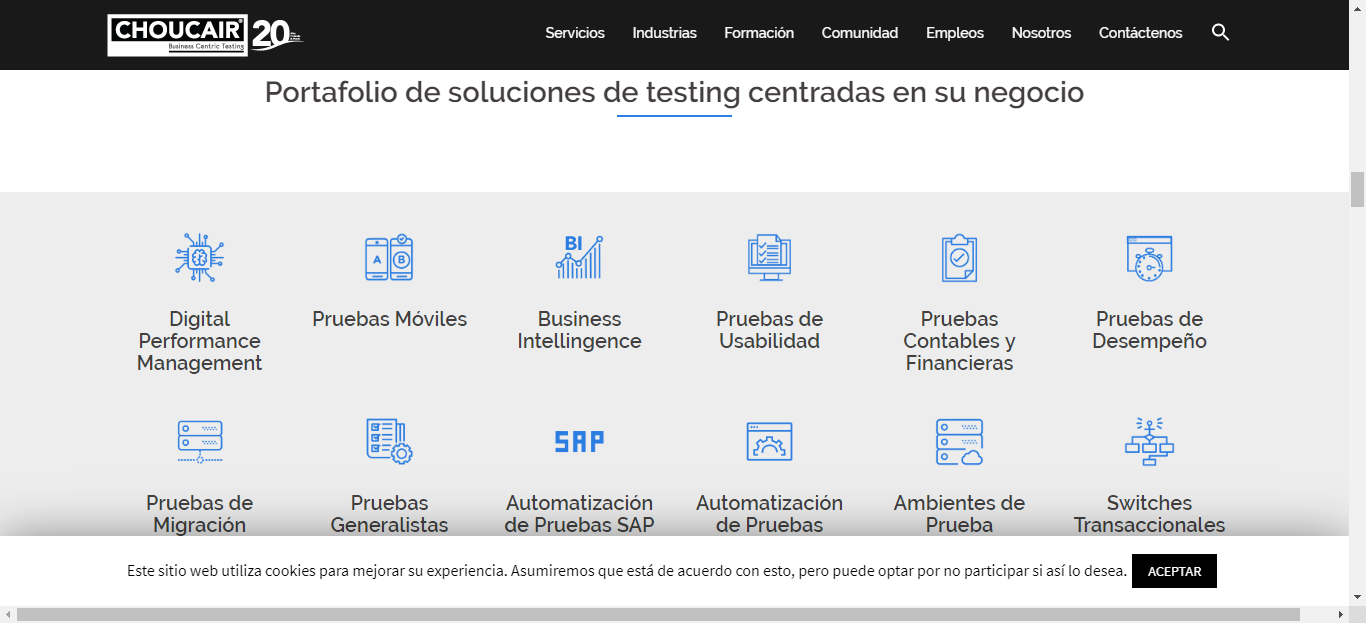 CHOUCAIR
Business Centric Testing
20
Servicios Industrias Formación Comunidad Empleos Nosotros Contáctenos
Portafolio de soluciones de testing centradas en su negocio
A B
BI
Digital
Performance
Management
Pruebas Móviles
Business
Intellingence
Pruebas de
Usabilidad
Pruebas
Contables y
Financieras
Pruebas de
Desempeño
SAP
Pruebas de
Migración
Pruebas
Generalistas
Automatización
de Pruebas SAP
Automatización
de Pruebas
Ambientes de
Prueba
Switches
Transaccionales
Este sitio web utiliza cookies para mejorar su experiencia. Asumiremos que está de acuerdo con esto, pero puede optar por no participar si así lo desea. ACEPTAR